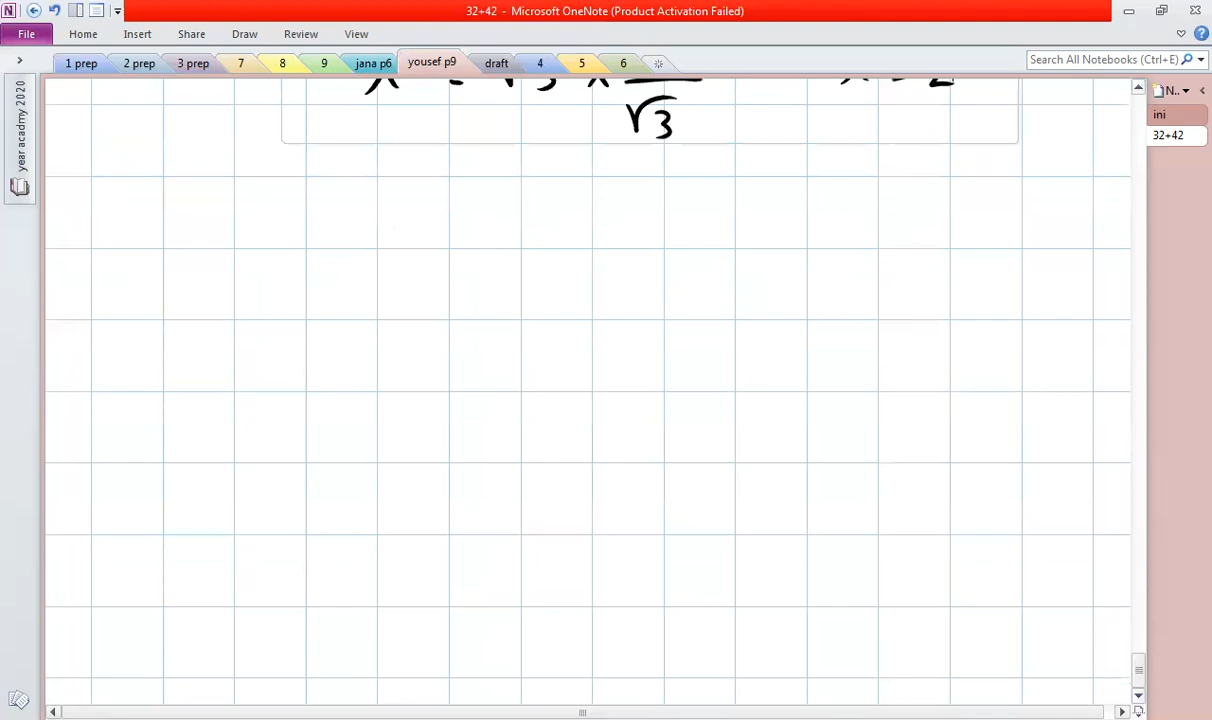 32+42 - Microsoft OneNote (Product Activation Failed)
File Home Insert Share Draw Review View
1 prep 2 prep 3 prep 7 8 9 jana p6 yousef p9 draft 4 5 6
Search All Notebooks (Ctrl+E)
N..
ini
32+42
year acadmy 2020
√3